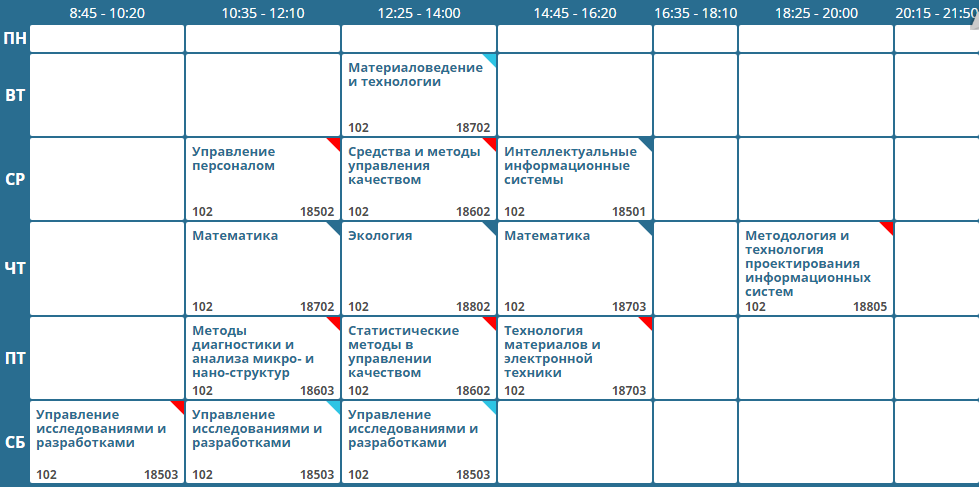 8:45 - 10:20 10:35 - 12:10 12:25 - 14:00 14:45 - 16:20 16:35 - 18:10 18:25 - 20:00 20:15 - 21:50
ПН
ВТ
Материаловедение
и технологии
102 18702
СР
Управление
персоналом
102 18502
Средства и методы
управления
качеством
102 18602
Интеллектуальные
информационные
системы
102 18501
ЧТ
Математика
102 18702
Экология
102 18802
Математика
102 18703
Методология и
технология
проектирования
информационных
систем
102 18805
ПТ
Методы
диагностики и
анализа микро- и
нано-структур
102 18603
Статистические
методы в
управлении
качеством
102 18602
Технология
материалов и
электронной
техники
102 18703
СБ
Управление
исследованиями и
разработками
102 18503
Управление
исследованиями и
разработками
102 18503
Управление
исследованиями и
разработками
102 18503